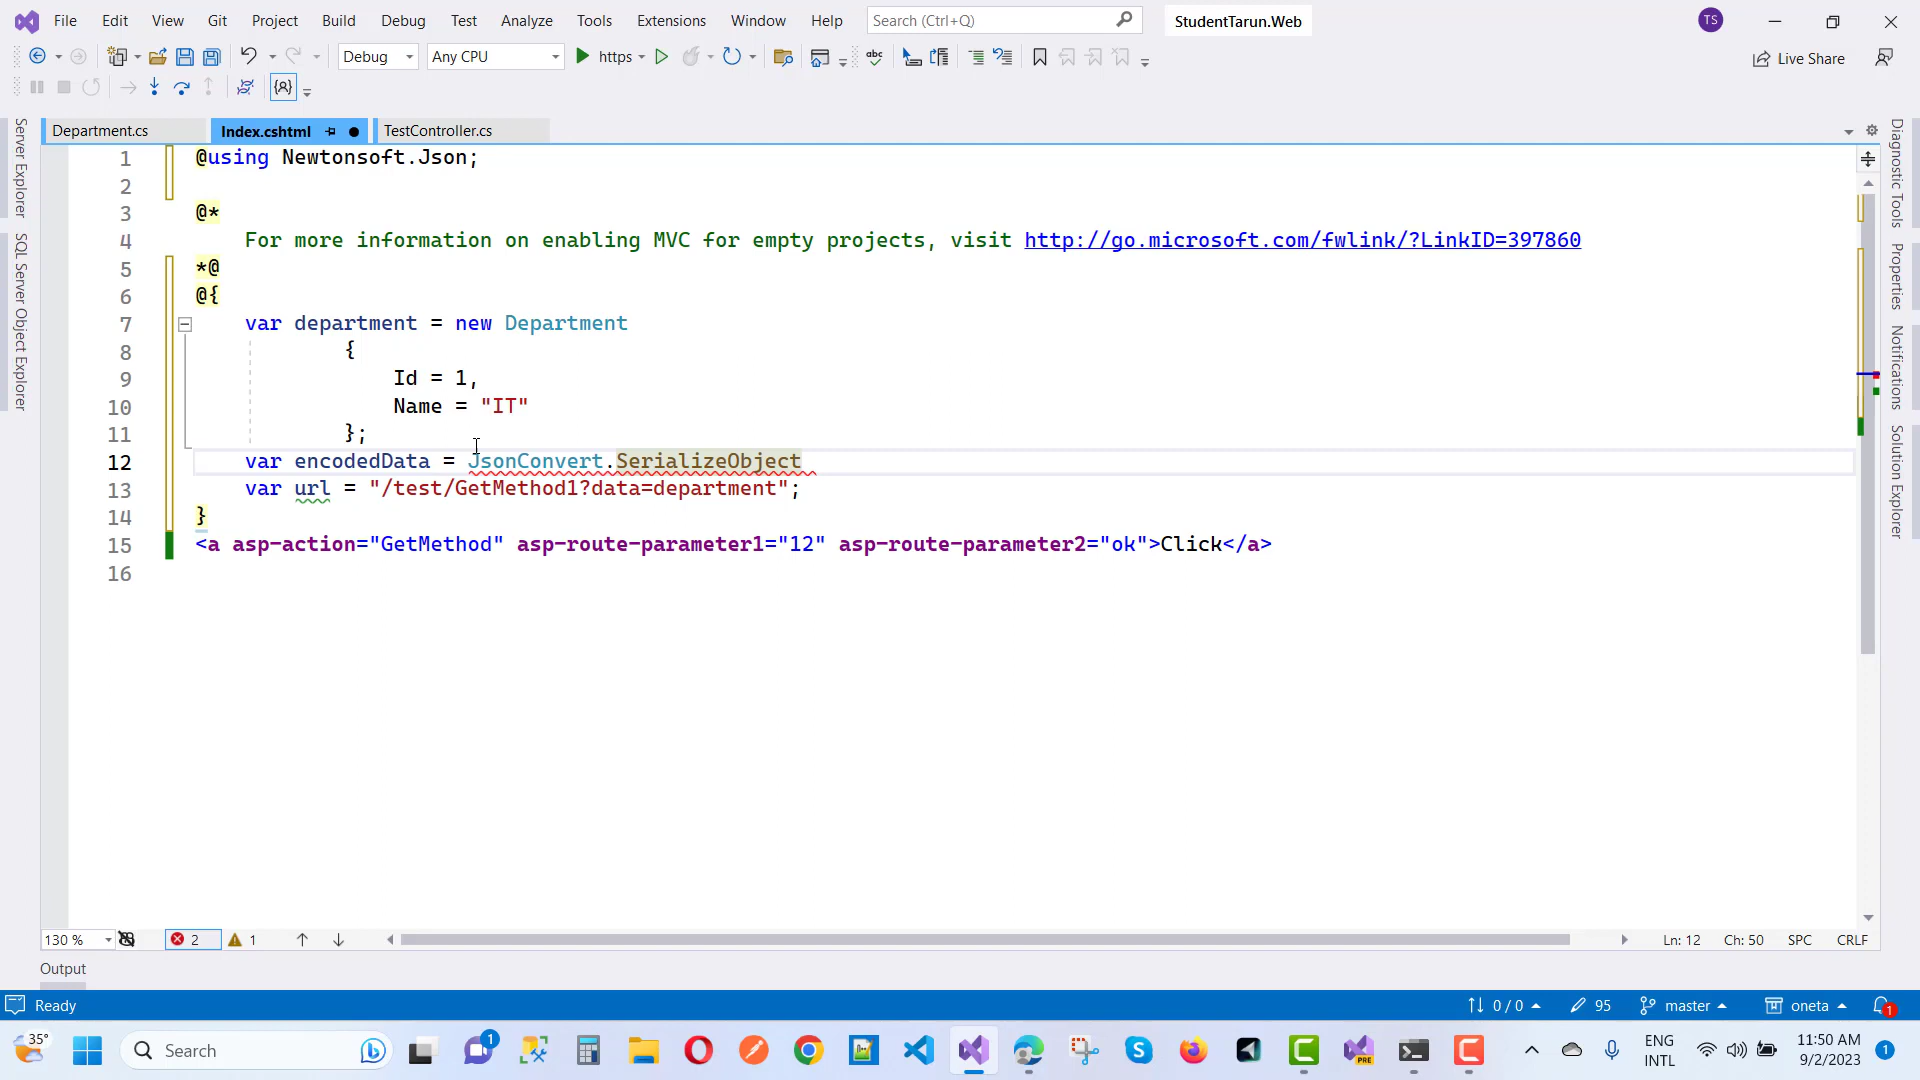 File Edit View Git Project Build Debug Test Analyze Tools Extensions Window Help Search (Ctrl+Q) StudentTarun.Web TS
Debug Any CPU https abc Live Share
Department.cs Index.cshtml TestController.cs
Server Explorer
SQL Server Object Explorer
1 @using Newtonsoft.Json;
2
3 @*
4 For more information on enabling MVC for empty projects, visit http://go.microsoft.com/fwlink/?LinkID=397860
5 *@
6 @{
7 var department = new Department
8 {
9 Id = 1,
10 Name = "IT"
11 };
12 var encodedData = JsonConvert.SerializeObject
13 var url = "/test/GetMethod1?data=department";
14 }
15 <a asp-action="GetMethod" asp-route-parameter1="12" asp-route-parameter2="ok">Click</a>
16
Diagnostic Tools
Properties
Notifications
Solution Explorer
130 % 2 1 Ln: 12 Ch: 50 SPC CRLF
Output
Ready 0 / 0 95 master oneta 1
35° Search 1 PRE ENG INTL 11:50 AM 9/2/2023 1